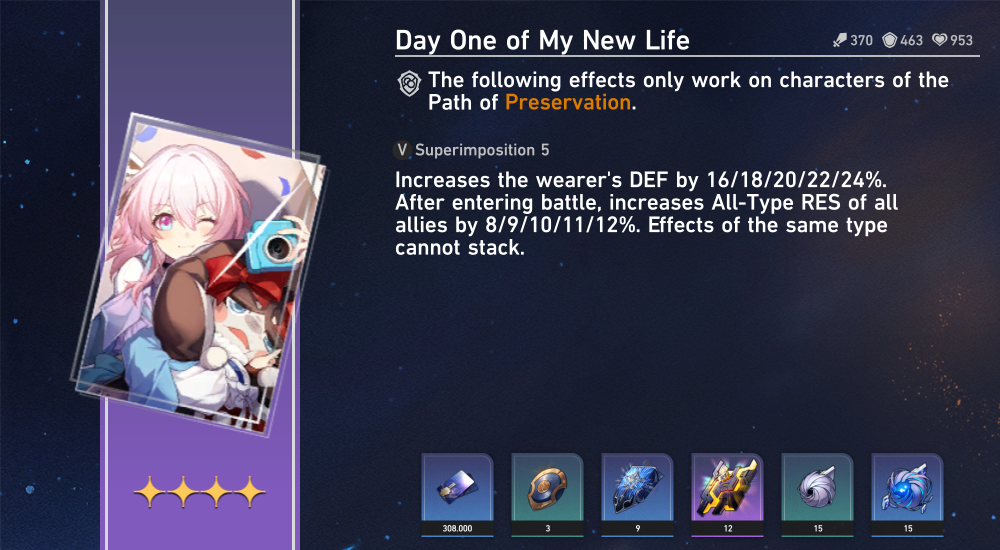 Day One of My New Life
370 463 953
The following effects only work on characters of the
Path of Preservation.
V Superimposition 5
Increases the wearer's DEF by 16/18/20/22/24%.
After entering battle, increases All-Type RES of all
allies by 8/9/10/11/12%. Effects of the same type
cannot stack.
308.000 3 9 12 15 15